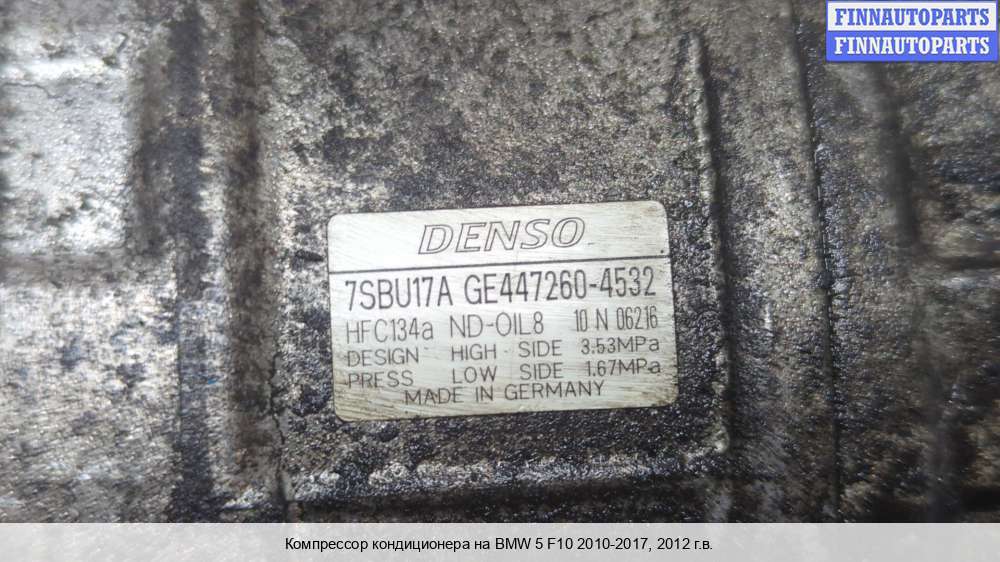 FINNAUTOPARTS
FINNAUTOPARTS
DENSO
7SBU17A GE447260-4532
HFC134a ND-OIL8 10 N 06216
DESIGN HIGH SIDE 3.53MPa
PRESS LOW SIDE 1.67MPa
MADE IN GERMANY
Компрессор кондиционера на BMW 5 F10 2010-2017, 2012 г.в.